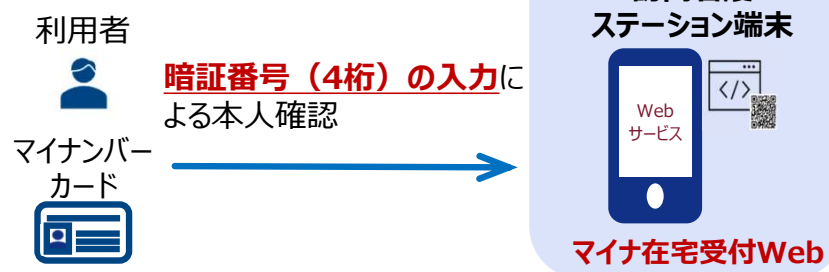 利用者
暗証番号（4桁）の入力に
よる本人確認
マイナンバー
カード
ステーション端末
Web
サービス
</>
マイナ在宅受付Web